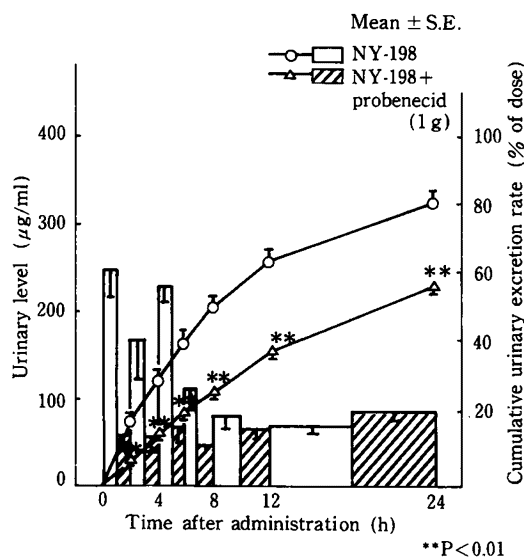 Mean ± S.E.
NY-198
NY-198+
probenecid
(1g)
Urinary level (μg/ml)
400
300
200
100
0
Cumulative urinary excretion rate (% of dose)
100
80
60
40
20
**
**
**
**
**
0 4 8 12 24
Time after administration (h)
**P<0.01